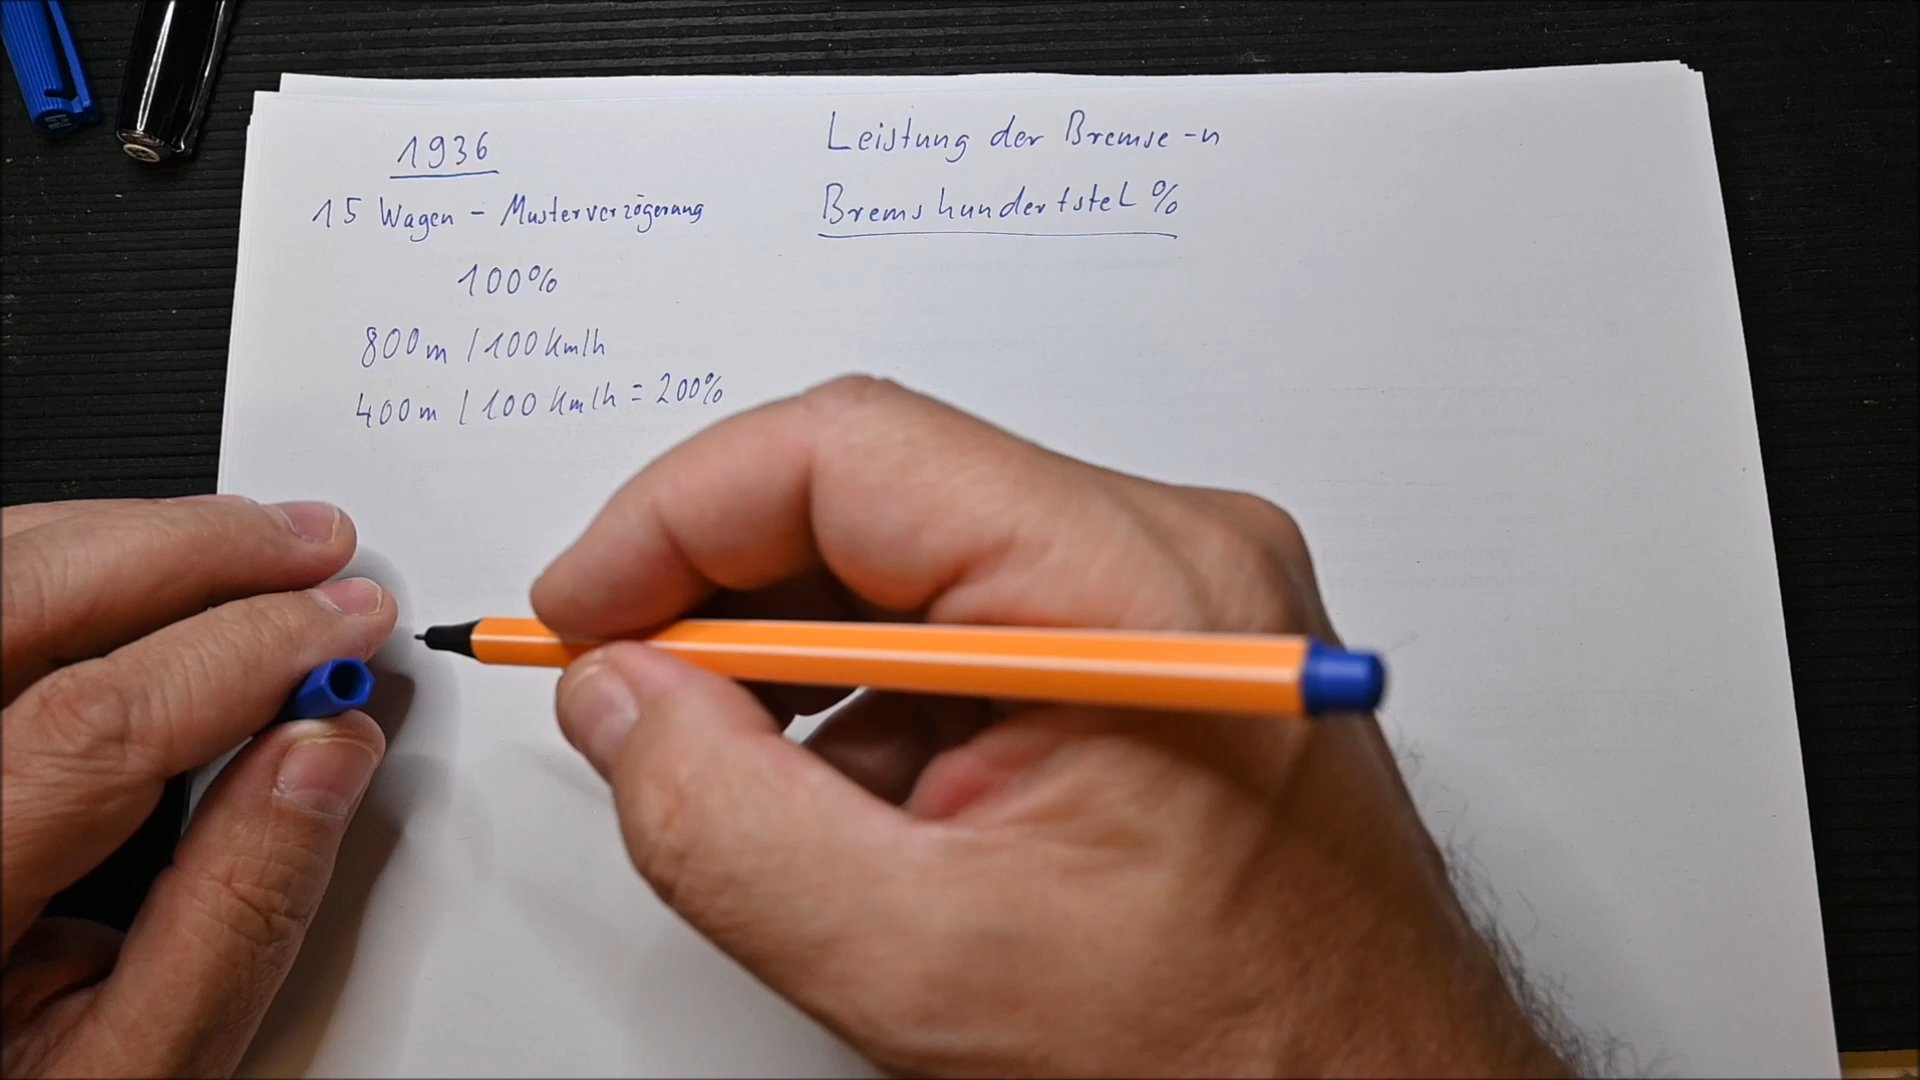 1936
15 Wagen - Musterverzögerung
100%
800m / 100 km/h
400m / 100 km/h = 200%
Leistung der Bremse -n
Bremshundertstel %